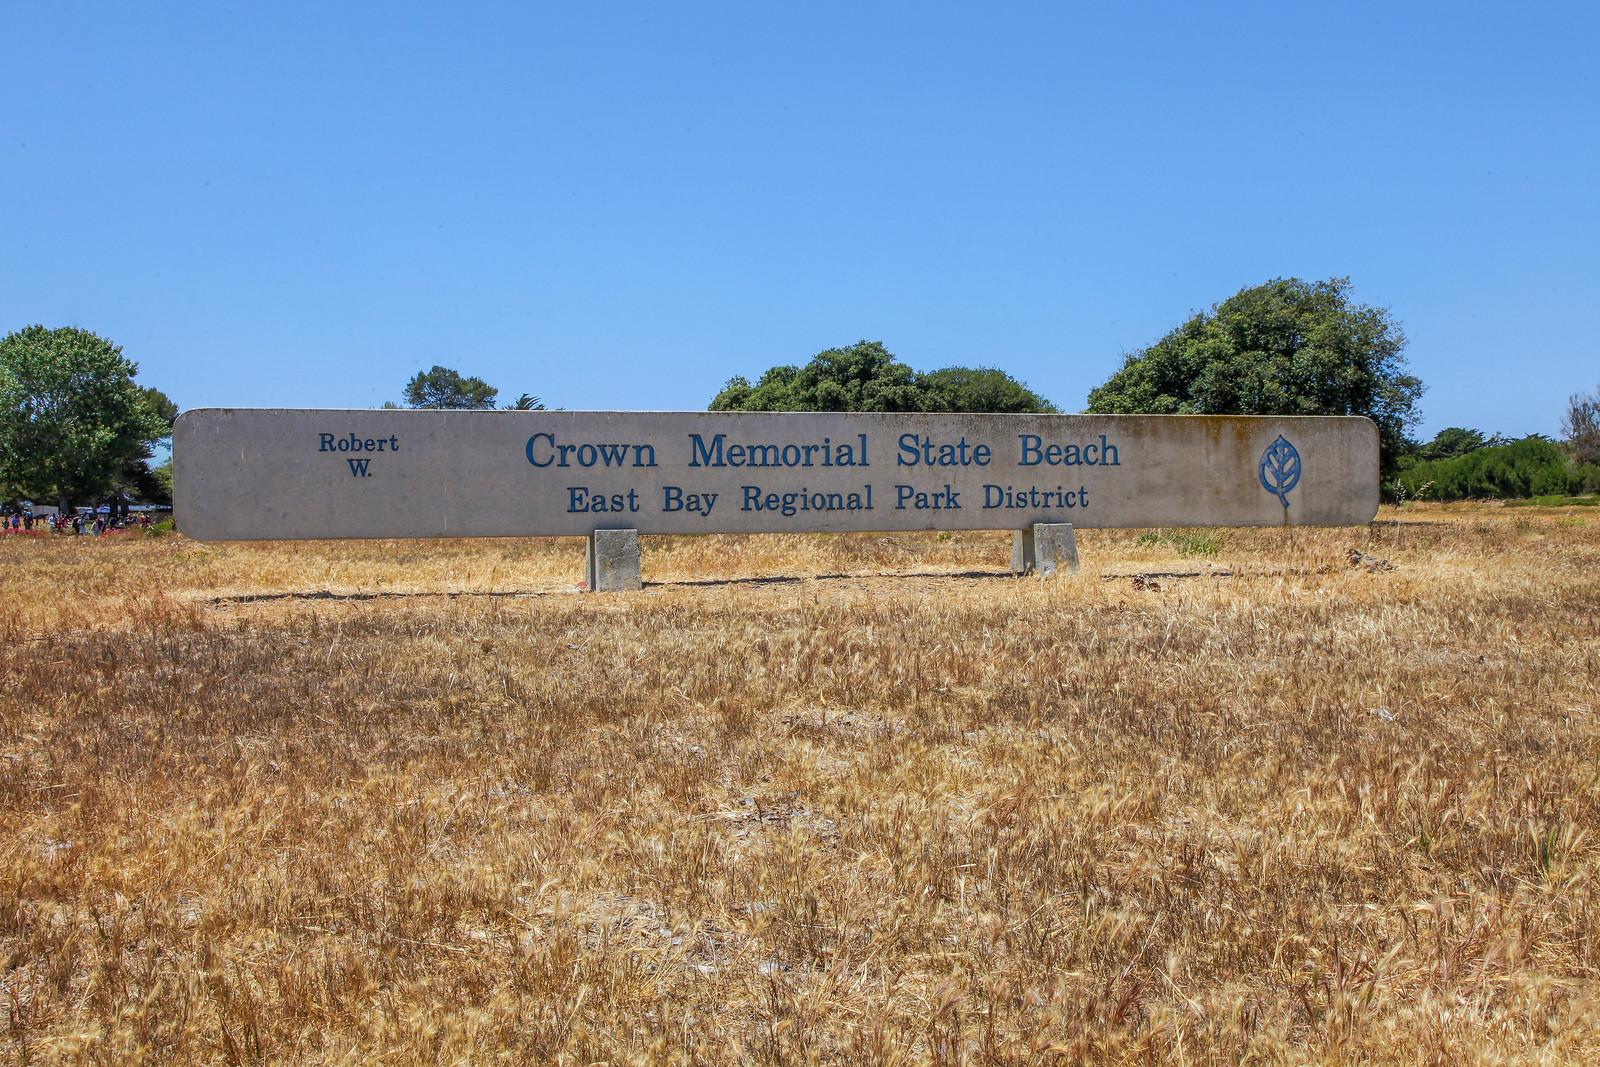 Robert
W.
Crown Memorial State Beach
East Bay Regional Park District